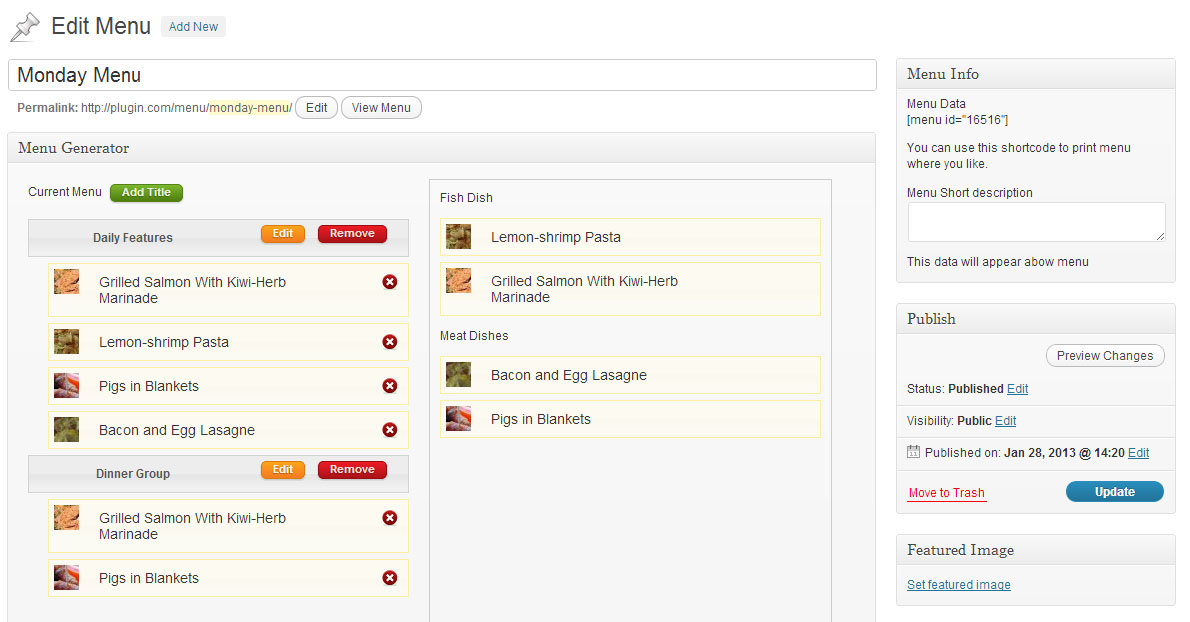 Edit Menu Add New
Monday Menu
Permalink: http://plugin.com/menu/monday-menu/ Edit View Menu
Menu Generator
Current Menu Add Title
Daily Features Edit Remove
Grilled Salmon With Kiwi-Herb
Marinade
Lemon-shrimp Pasta
Pigs in Blankets
Bacon and Egg Lasagne
Dinner Group Edit Remove
Grilled Salmon With Kiwi-Herb
Marinade
Pigs in Blankets
Fish Dish
Lemon-shrimp Pasta
Grilled Salmon With Kiwi-Herb
Marinade
Meat Dishes
Bacon and Egg Lasagne
Pigs in Blankets
Menu Info
Menu Data
[menu id="16516"]
You can use this shortcode to print menu
where you like.
Menu Short description
This data will appear abow menu
Publish
Preview Changes
Status: Published Edit
Visibility: Public Edit
Published on: Jan 28, 2013 @ 14:20 Edit
Move to Trash Update
Featured Image
Set featured image